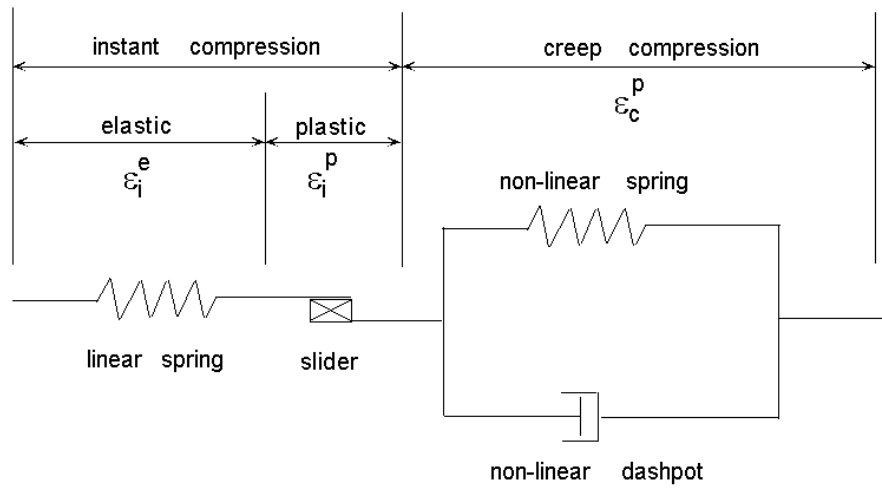 instant compression
creep compression
ε_c^p
elastic
plastic
ε_i^e
ε_i^p
non-linear spring
linear spring
slider
non-linear dashpot